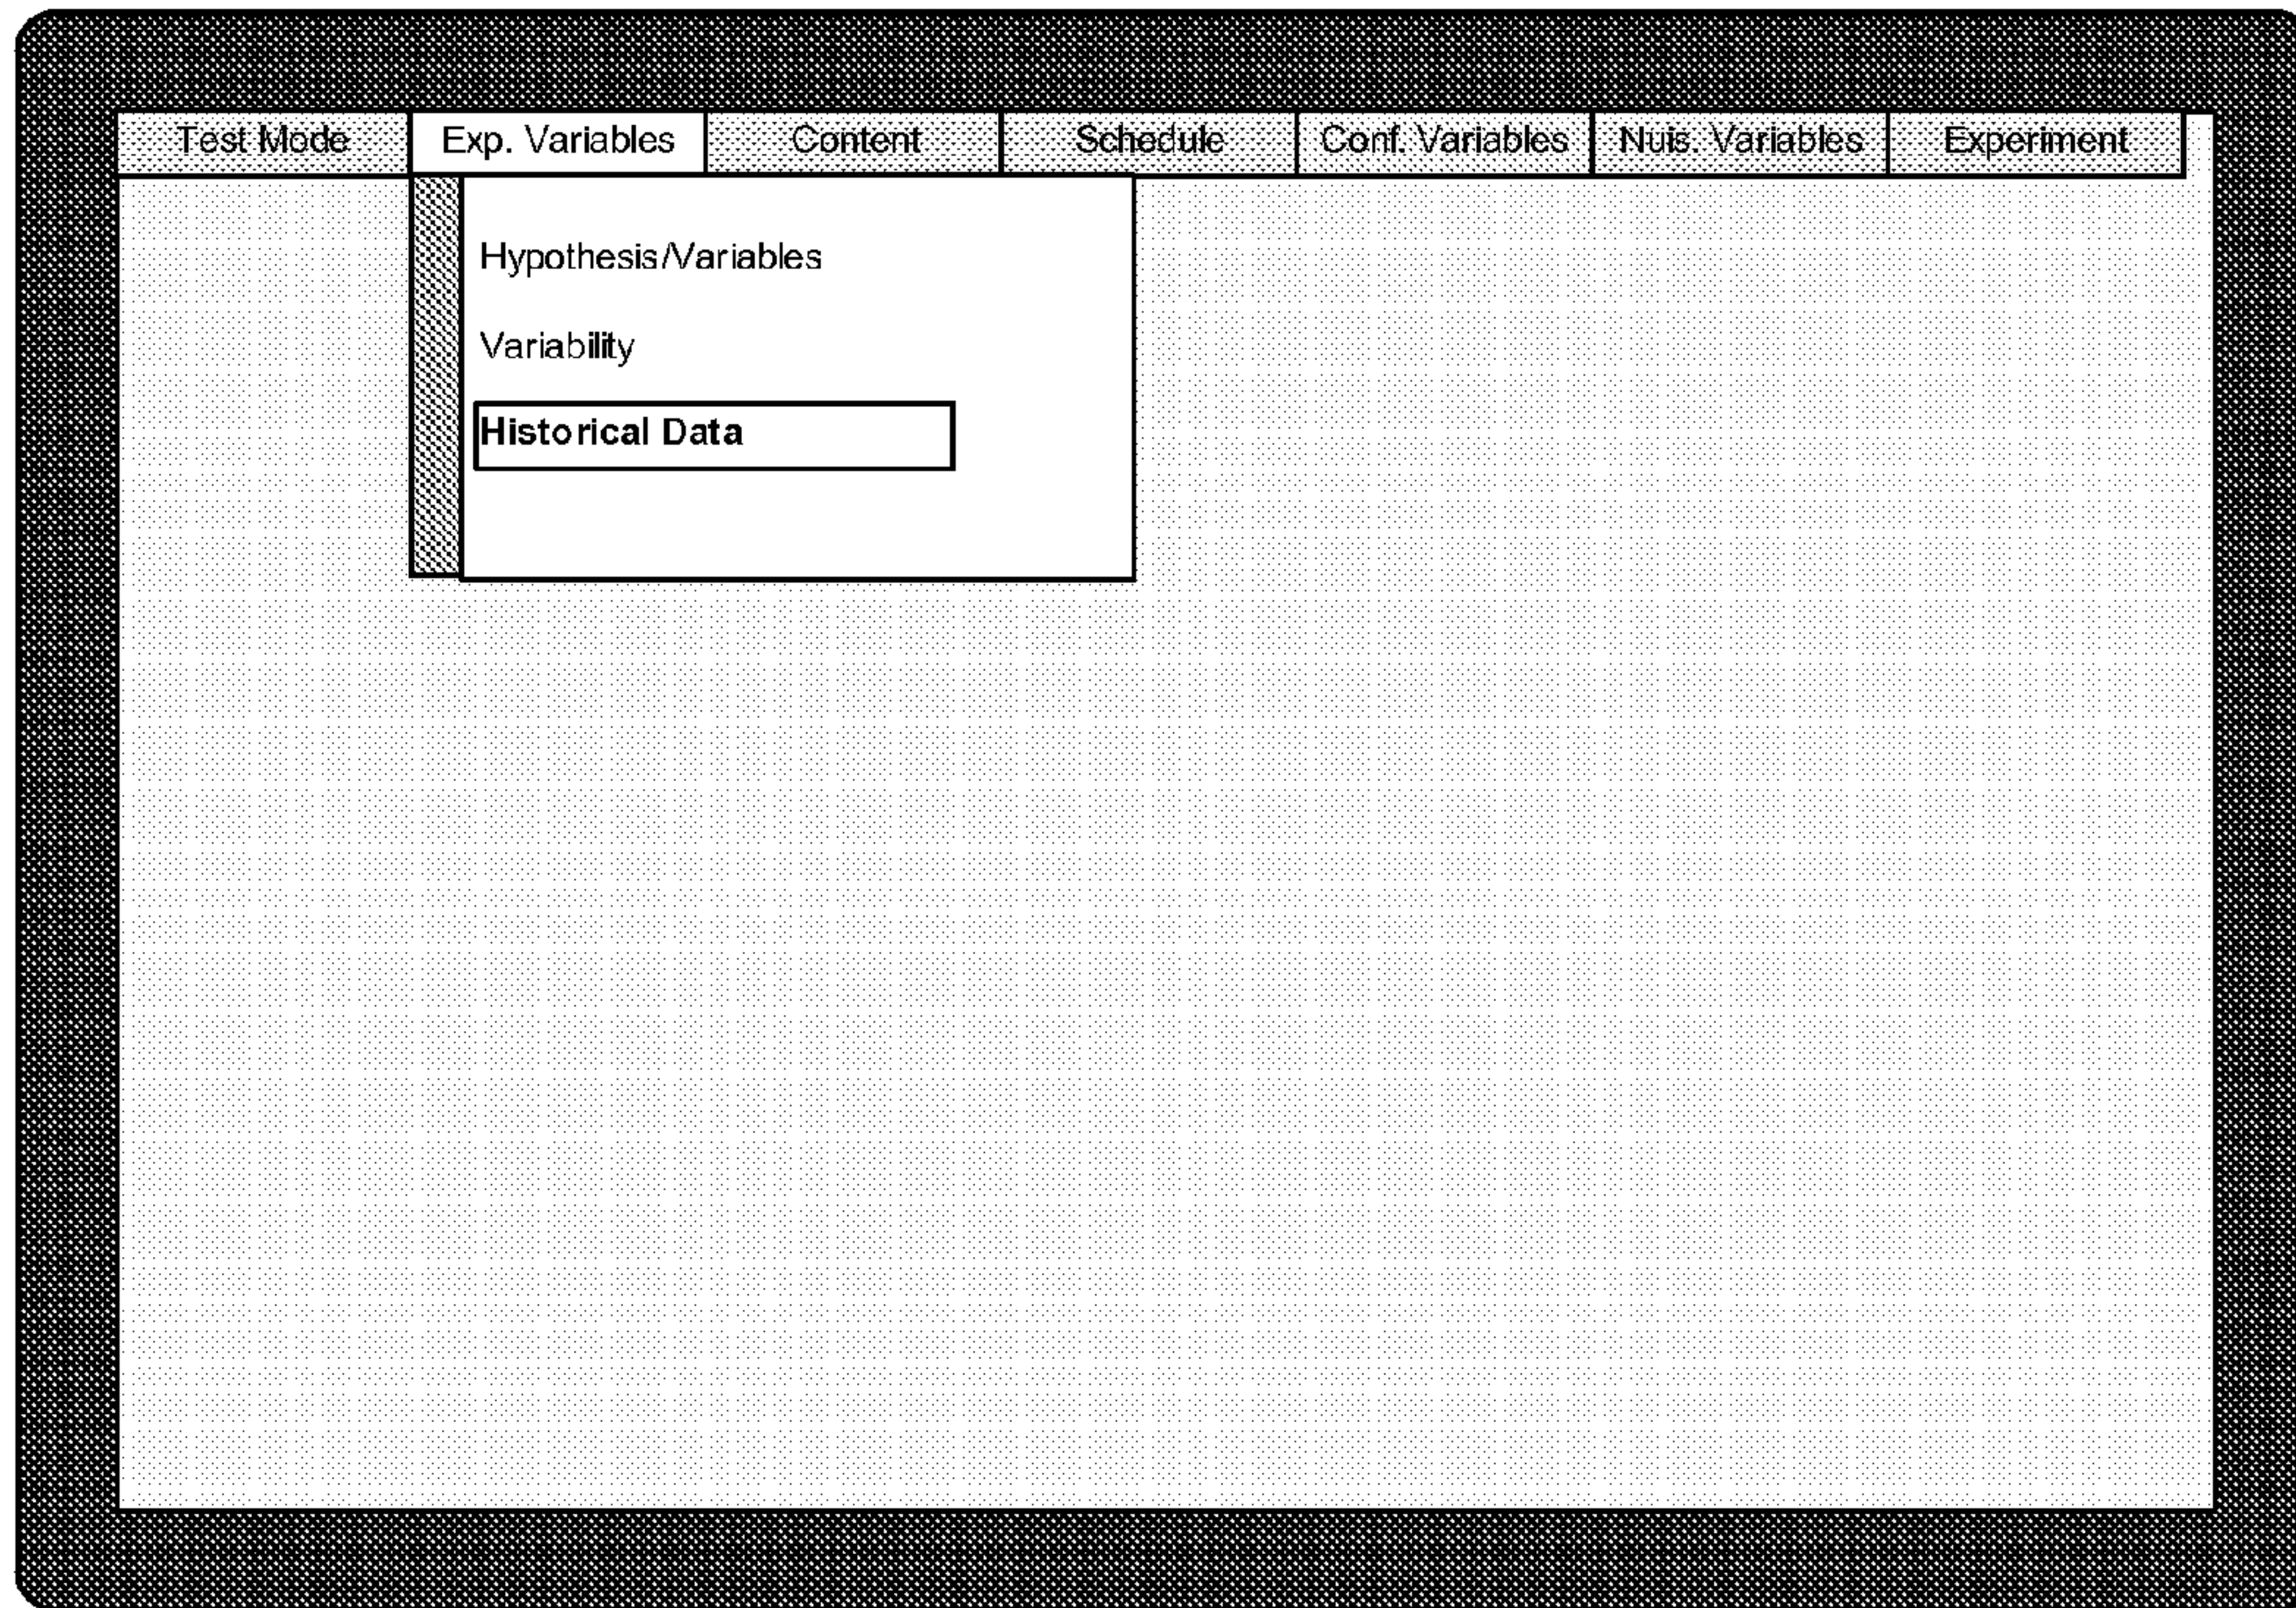 Test Mode Exp. Variables Content Schedule Conf. Variables Nuis. Variables Experiment
Hypothesis/Variables
Variability
Historical Data